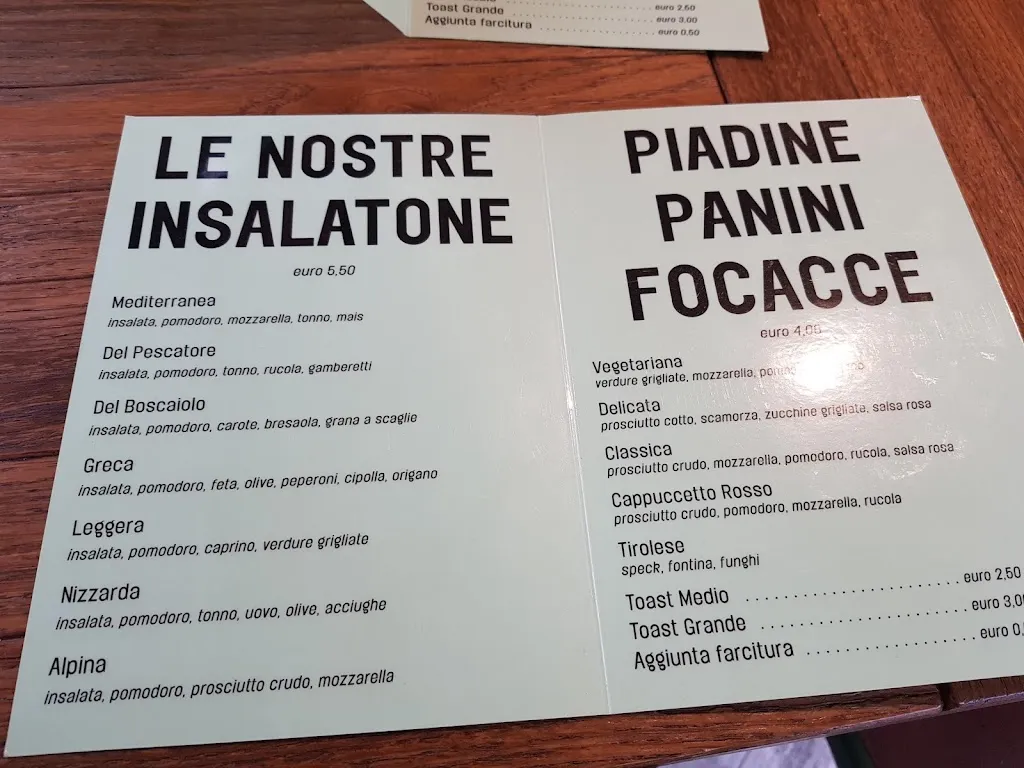 Toast Grande . . . . . . . . . . . . . . . . . . . . . . . euro 2,50
Aggiunta farcitura . . . . . . . . . . . . . . . . . . . . euro 3,00
euro 0,50
LE NOSTRE
INSALATONE
euro 5,50
Mediterranea
insalata, pomodoro, mozzarella, tonno, mais
Del Pescatore
insalata, pomodoro, tonno, rucola, gamberetti
Del Boscaiolo
insalata, pomodoro, carote, bresaola, grana a scaglie
Greca
insalata, pomodoro, feta, olive, peperoni, cipolla, origano
Leggera
insalata, pomodoro, caprino, verdure grigliate
Nizzarda
insalata, pomodoro, tonno, uovo, olive, acciughe
Alpina
insalata, pomodoro, prosciutto crudo, mozzarella
PIADINE
PANINI
FOCACCE
euro 4,00
Vegetariana
verdure grigliate, mozzarella,
Delicata
prosciutto cotto, scamorza, zucchine grigliate, salsa rosa
Classica
prosciutto crudo, mozzarella, pomodoro, rucola, salsa rosa
Cappuccetto Rosso
prosciutto crudo, pomodoro, mozzarella, rucola
Tirolese
speck, fontina, funghi
Toast Medio . . . . . . . . . . . . . . . . . . . . . . . euro 2,50
Toast Grande . . . . . . . . . . . . . . . . . . . . . . euro 3,00
Aggiunta farcitura . . . . . . . . . . . . . . . . . . euro 0,